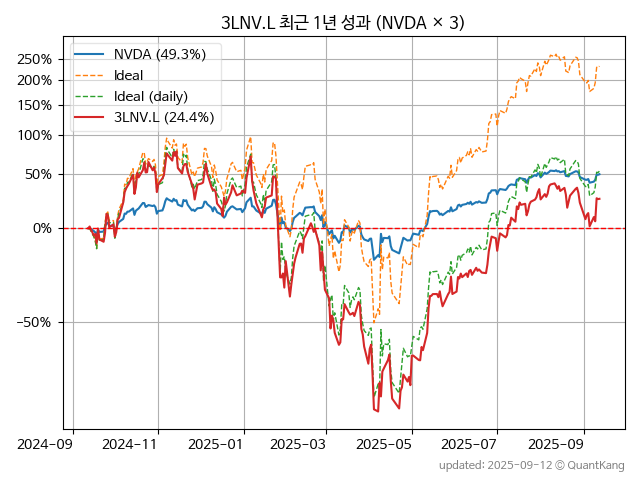 3LNV.L 최근 1년 성과 (NVDA × 3)
NVDA (49.3%)
Ideal
Ideal (daily)
3LNV.L (24.4%)
250%
200%
150%
100%
50%
0%
−50%
2024-09
2024-11
2025-01
2025-03
2025-05
2025-07
2025-09
updated: 2025-09-12 © QuantKang